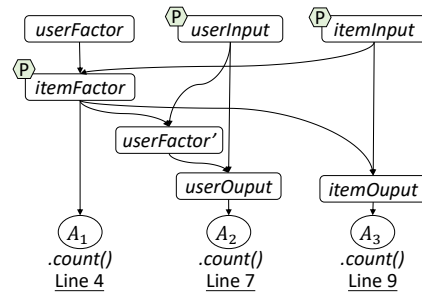 userFactor
P userInput
P itemInput
P itemFactor
userFactor’
userOuput
itemOuput
A₁ A₂ A₃
.count() .count() .count()
Line 4 Line 7 Line 9